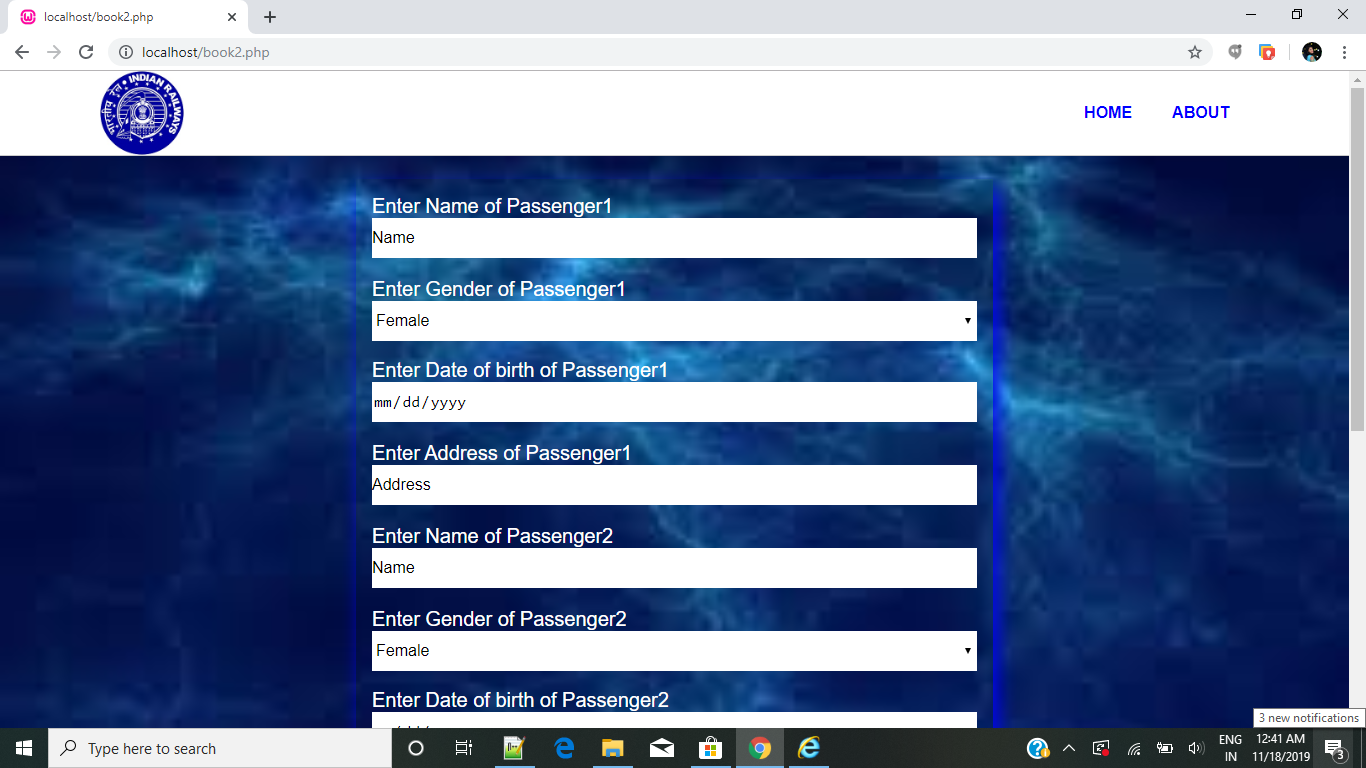 localhost/book2.php
localhost/book2.php
भारतीय रेल • INDIAN RAILWAYS
HOME ABOUT
Enter Name of Passenger1
Name
Enter Gender of Passenger1
Female
Enter Date of birth of Passenger1
mm/dd/yyyy
Enter Address of Passenger1
Address
Enter Name of Passenger2
Name
Enter Gender of Passenger2
Female
Enter Date of birth of Passenger2
3 new notifications
Type here to search
ENG
IN
12:41 AM
11/18/2019
3